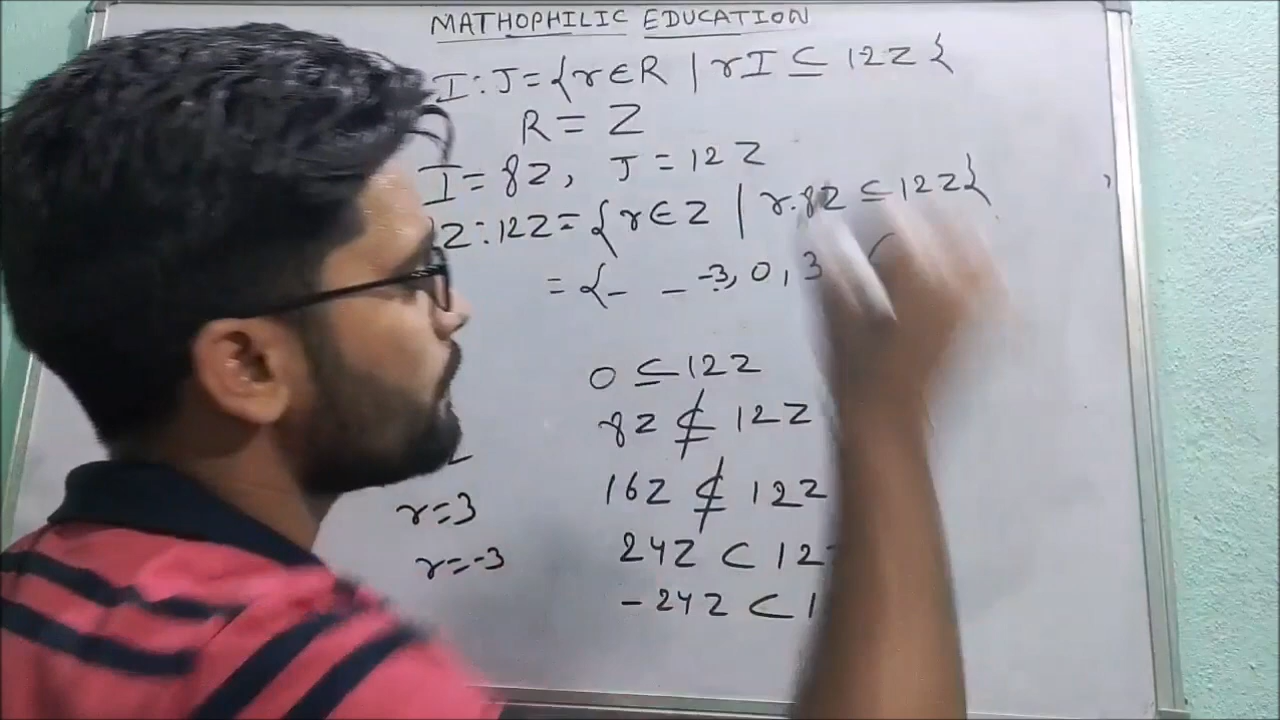 MATHOPHILIC EDUCATION
I : J = {r ∈ R | rI ⊆ 12Z}
R = Z
I = 8Z, J = 12Z
Z : 12Z = {r ∈ Z | r.8Z ⊆ 12Z}
= {- - -3, 0, 3
0 ⊆ 12Z
8Z ⊈ 12Z
16Z ⊈ 12Z
r=3 24Z ⊂ 12
r=-3 -24Z ⊂ 1